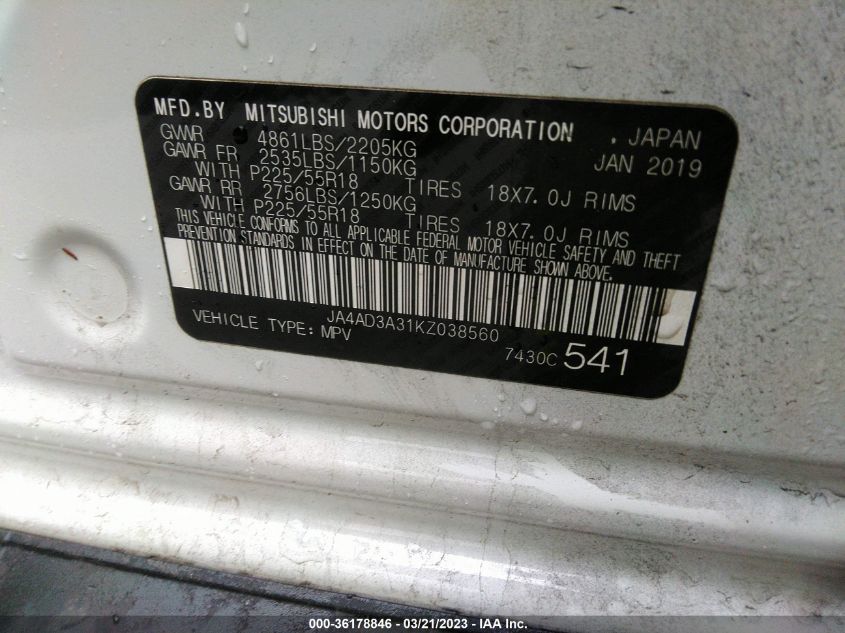 MFD.BY MITSUBISHI MOTORS CORPORATION . JAPAN
GVWR 4861LBS/2205KG JAN 2019
GAWR FR 2535LBS/1150KG
WITH P225/55R18 TIRES 18X7.0J RIMS
GAWR RR 2756LBS/1250KG
WITH P225/55R18 TIRES 18X7.0J RIMS
THIS VEHICLE CONFORMS TO ALL APPLICABLE FEDERAL MOTOR VEHICLE SAFETY AND THEFT
PREVENTION STANDARDS IN EFFECT ON THE DATE OF MANUFACTURE SHOWN ABOVE.
JA4AD3A31KZ038560
VEHICLE TYPE: MPV 7430C 541
000-36178846 - 03/21/2023 - IAA Inc.